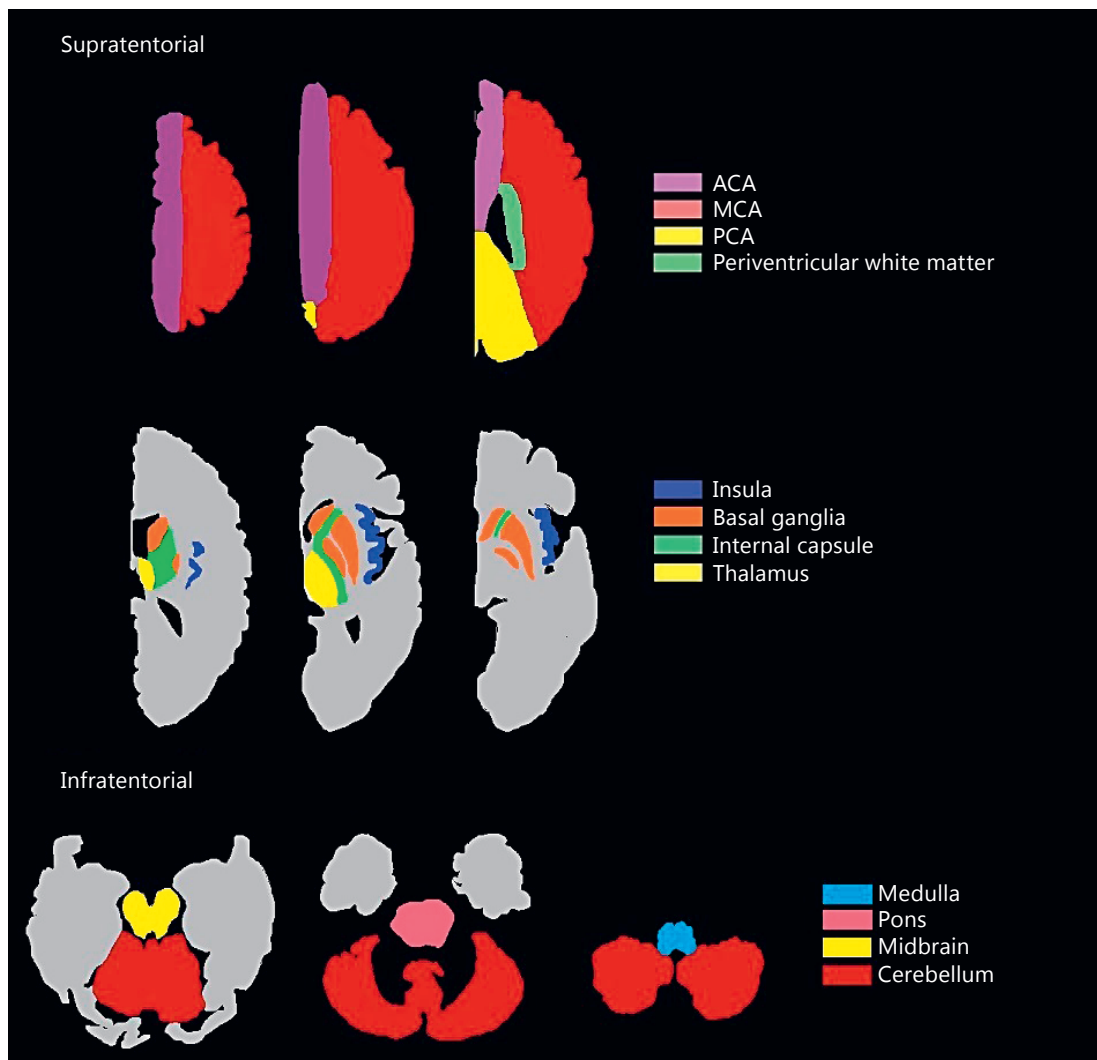 Supratentorial
ACA
MCA
PCA
Periventricular white matter
Insula
Basal ganglia
Internal capsule
Thalamus
Infratentorial
Medulla
Pons
Midbrain
Cerebellum